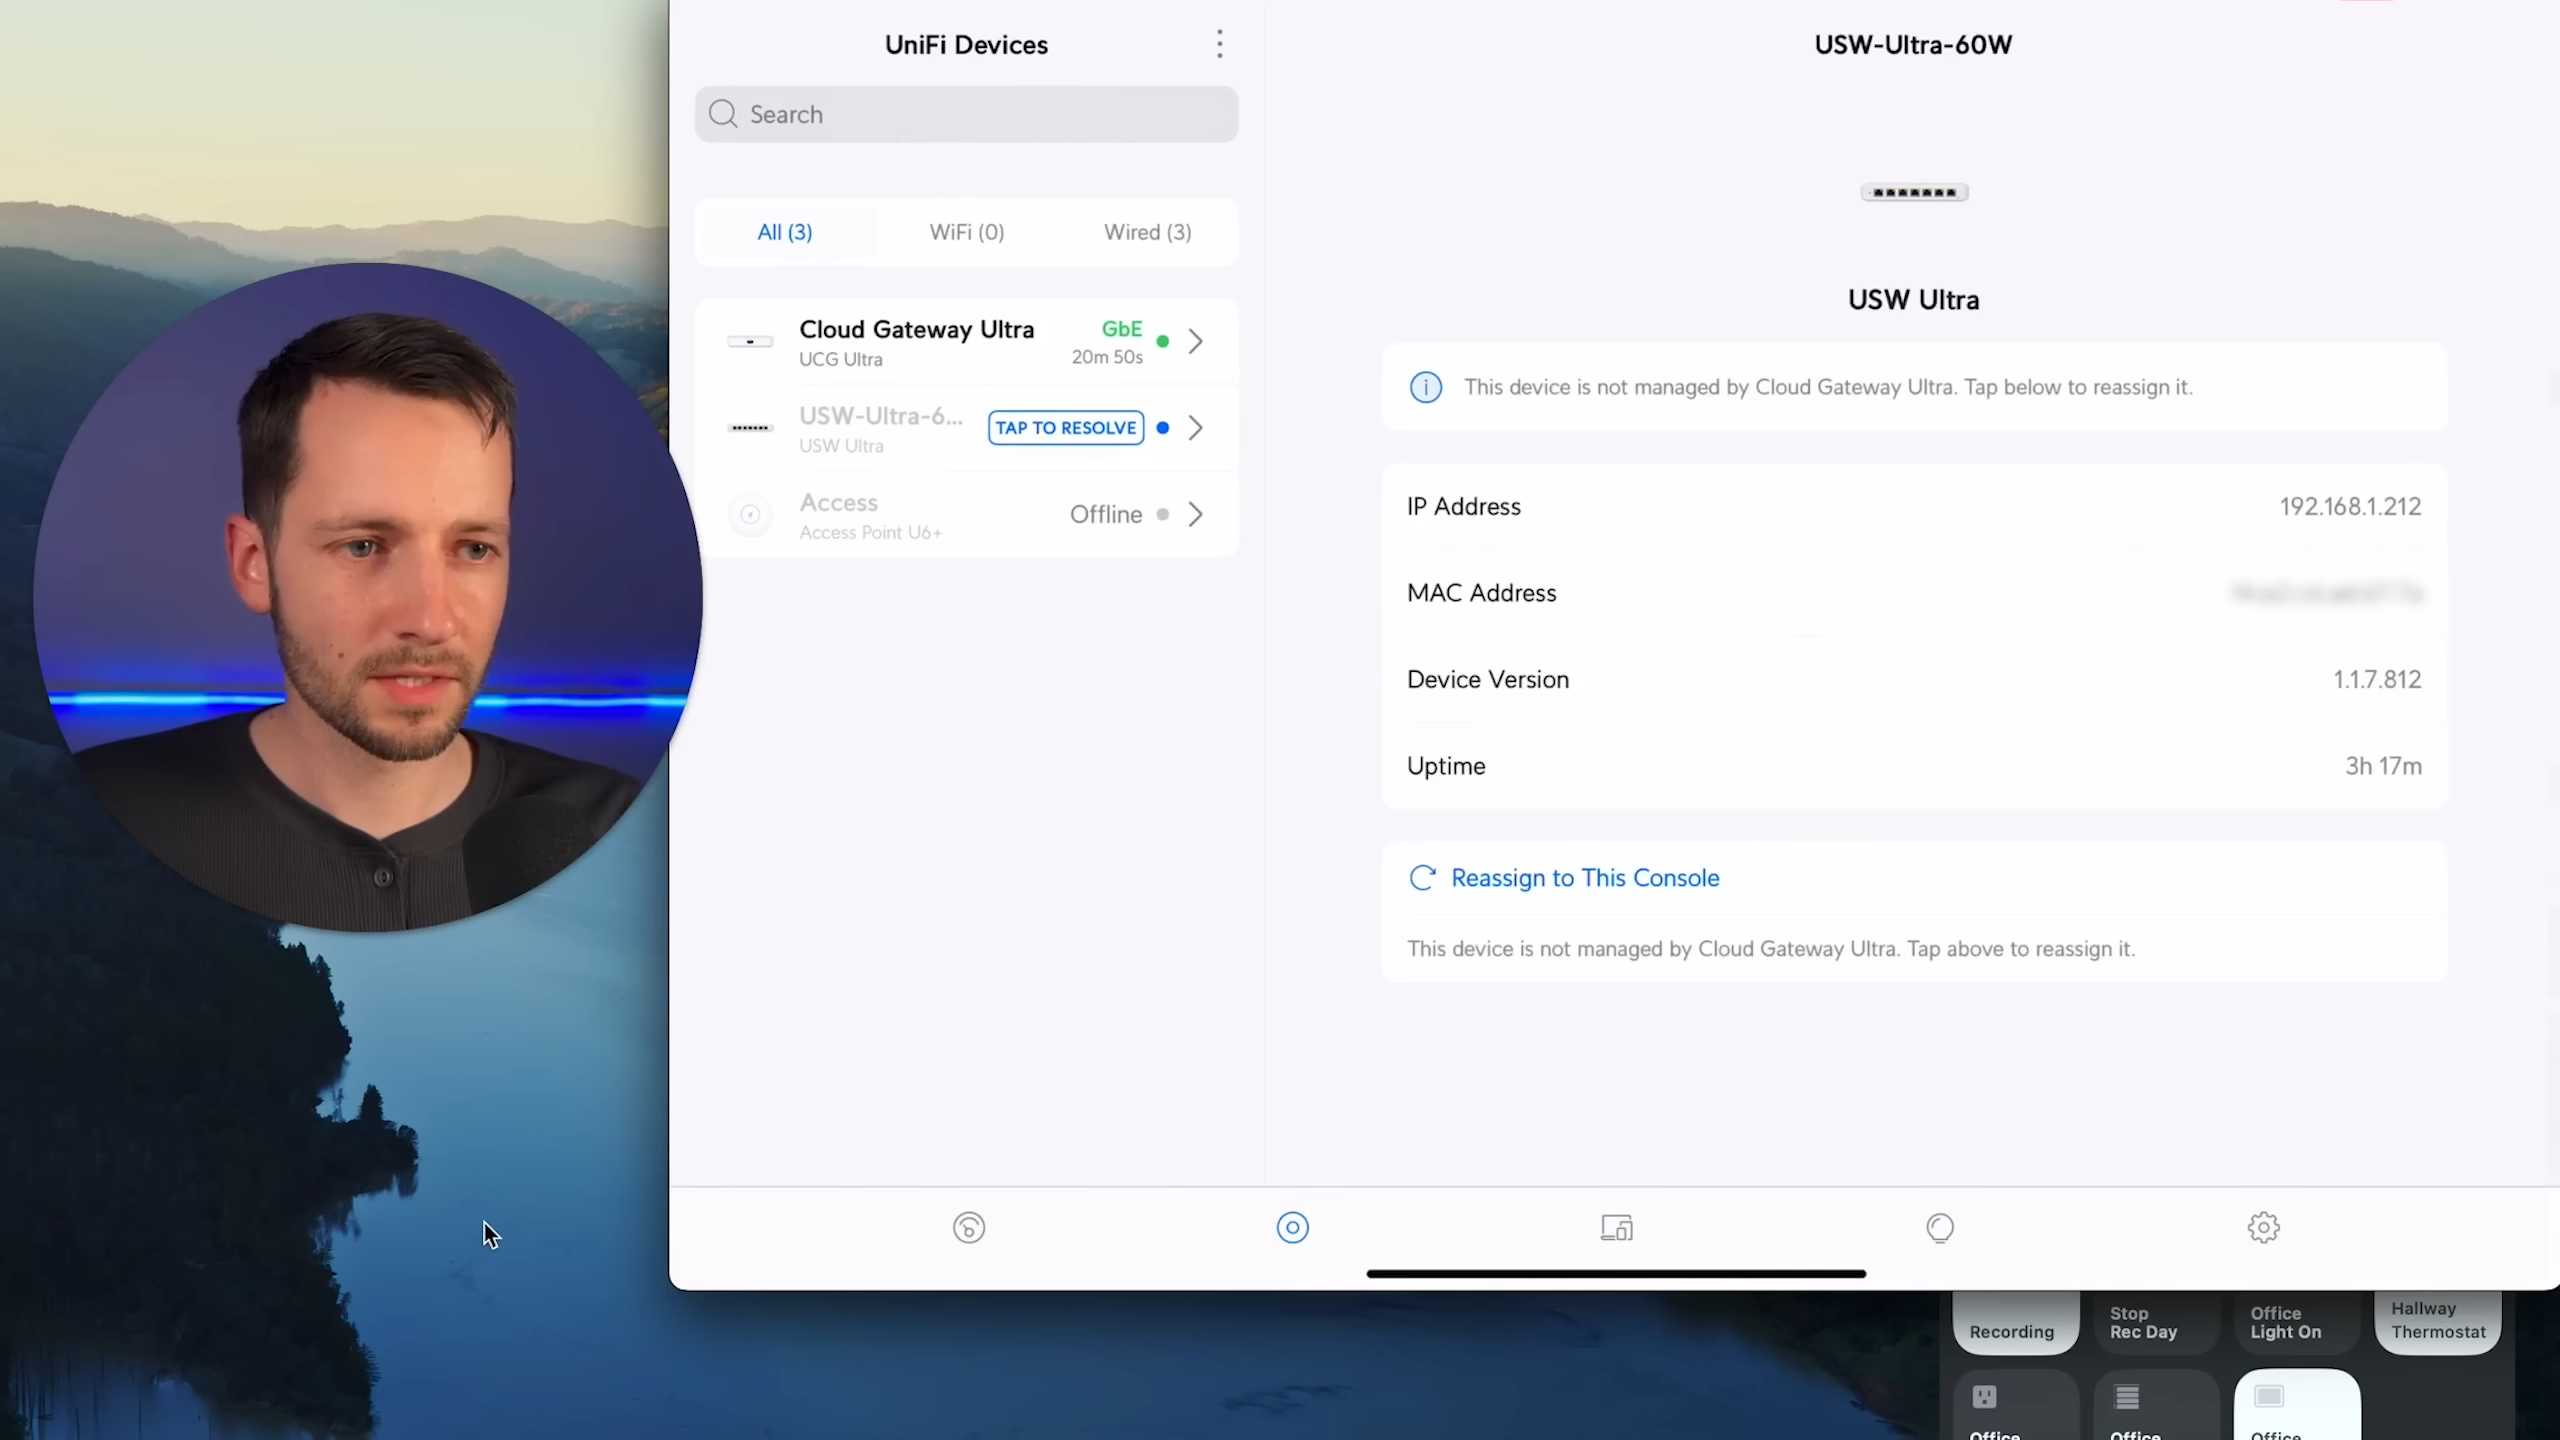 UniFi Devices
Search
All (3)
WiFi (0)
Wired (3)
Cloud Gateway Ultra
UCG Ultra
GbE
20m 50s
USW-Ultra-6...
USW Ultra
TAP TO RESOLVE
Access
Access Point U6+
Offline
USW-Ultra-60W
USW Ultra
This device is not managed by Cloud Gateway Ultra. Tap below to reassign it.
IP Address
192.168.1.212
MAC Address
Device Version
1.1.7.812
Uptime
3h 17m
Reassign to This Console
This device is not managed by Cloud Gateway Ultra. Tap above to reassign it.
Recording
Stop
Rec Day
Office
Light On
Hallway
Thermostat
Office
Office
Office